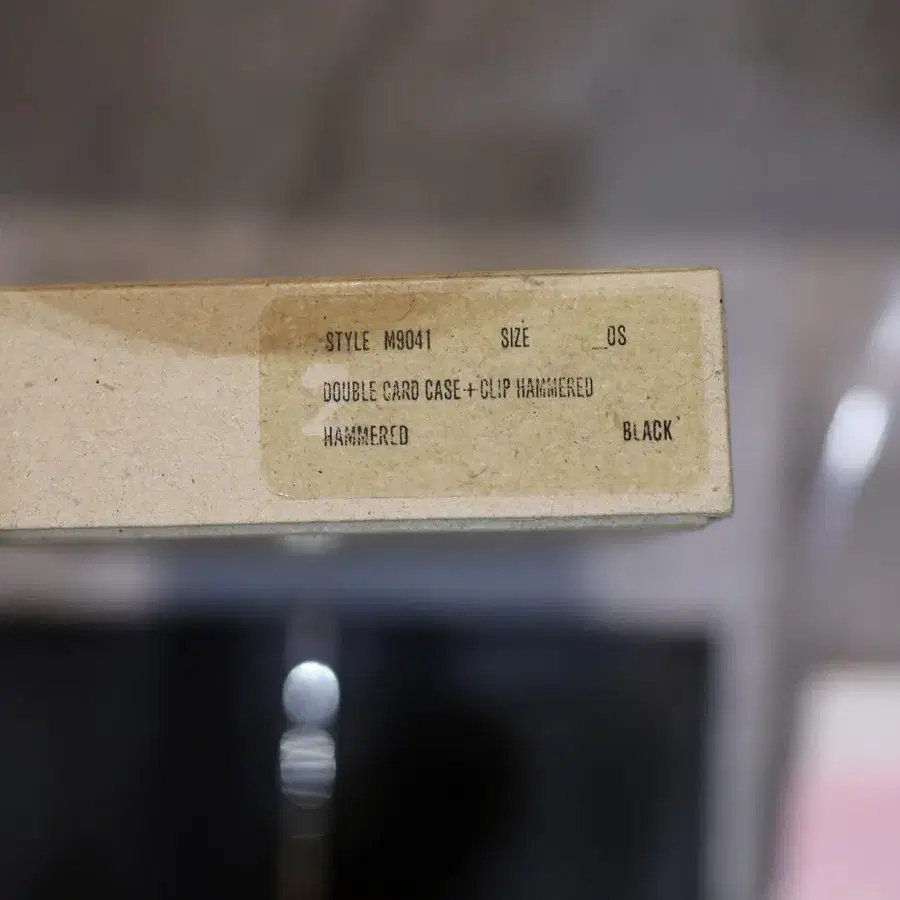 STYLE M9041 SIZE _OS
DOUBLE CARD CASE+CLIP HAMMERED
HAMMERED BLACK